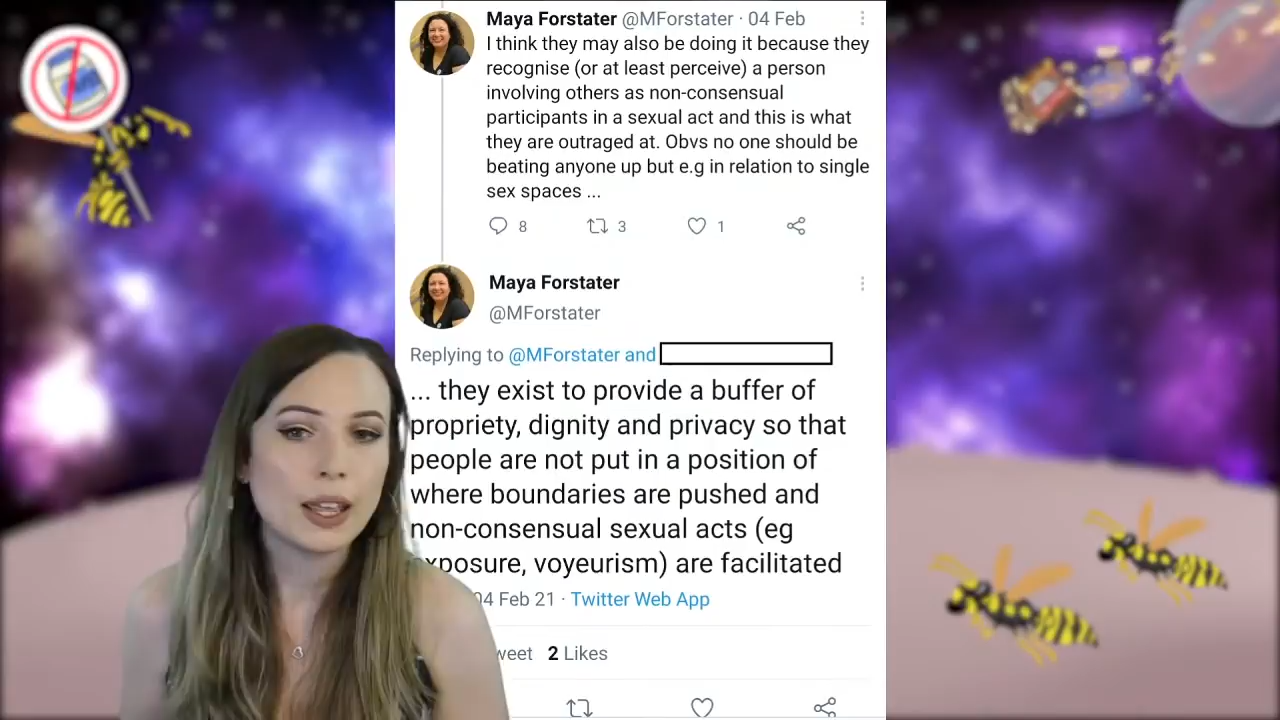 Maya Forstater @MForstater · 04 Feb
I think they may also be doing it because they
recognise (or at least perceive) a person
involving others as non-consensual
participants in a sexual act and this is what
they are outraged at. Obvs no one should be
beating anyone up but e.g in relation to single
sex spaces ...
8 3 1
Maya Forstater
@MForstater
Replying to @MForstater and
... they exist to provide a buffer of
propriety, dignity and privacy so that
people are not put in a position of
where boundaries are pushed and
non-consensual sexual acts (eg
exposure, voyeurism) are facilitated
04 Feb 21 · Twitter Web App
weet 2 Likes